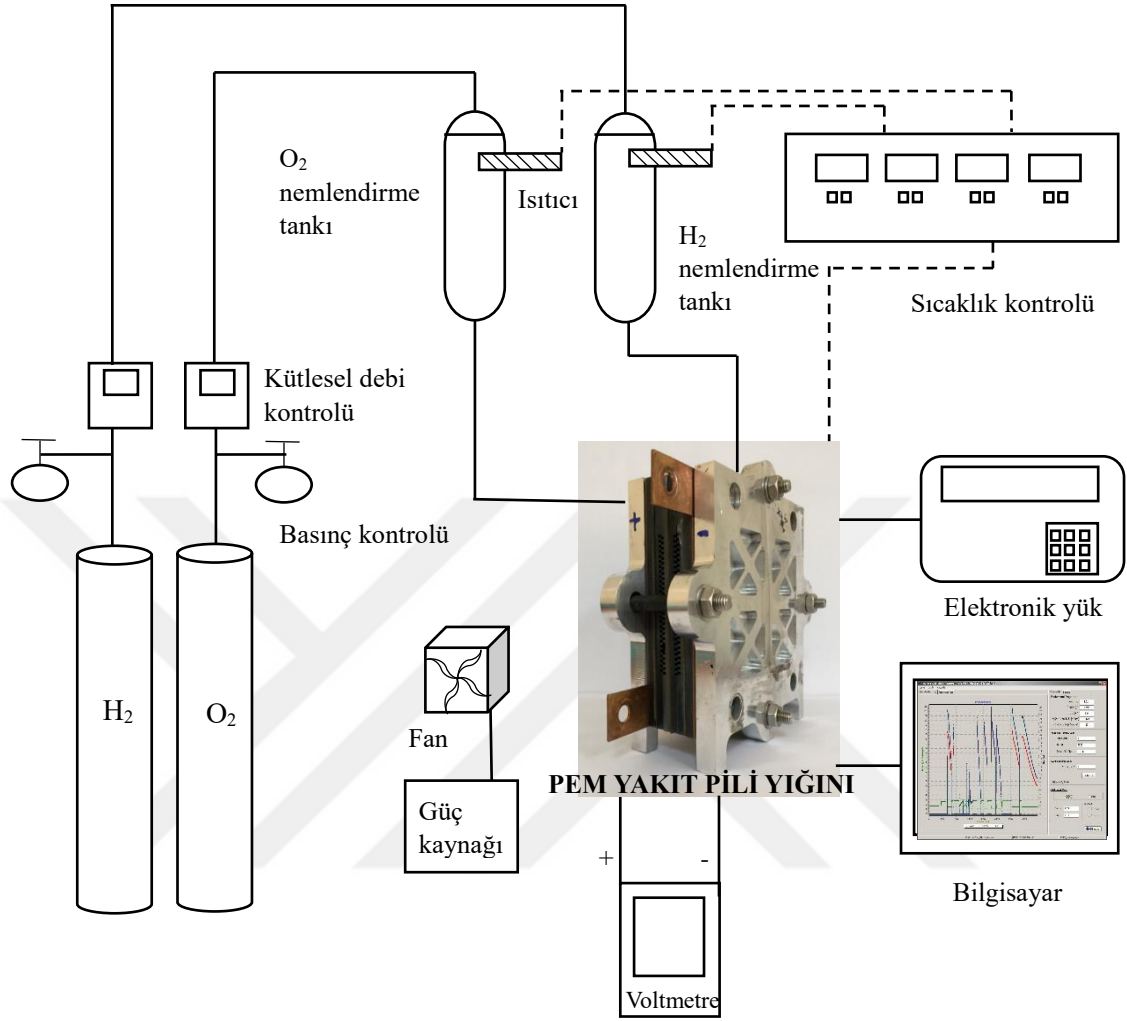 O₂
nemlendirme
tankı
Isıtıcı
H₂
nemlendirme
tankı
Sıcaklık kontrolü
Kütlesel debi
kontrolü
Basınç kontrolü
H₂
O₂
Fan
Güç
kaynağı
+
-
PEM YAKIT PİLİ YIĞINI
Elektronik yük
Bilgisayar
+
-
Voltmetre